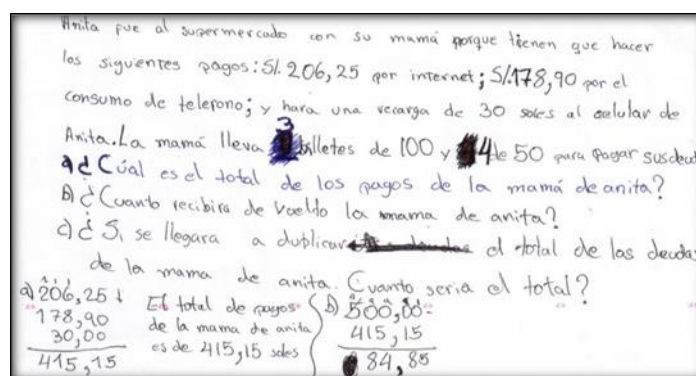 Anita fue al supermercado con su mamá porque tienen que hacer
los siguientes pagos: S/. 206,25 por internet; S/. 178,90 por el
consumo de telefono; y hara una recarga de 30 soles al celular de
Anita. La mamá lleva 3 billetes de 100 y 4 de 50 para pagar sus deud
a) ¿Cúal es el total de los pagos de la mamá de anita?
b) ¿Cuanto recibira de Vuelto la mama de anita?
c) ¿Si se llegara a duplicar el total de las deudas
de la mama de anita. Cuanto seria el total?
a) 206,25 +
178,90
30,00
415,15
El total de pagos
de la mama de anita
es de 415,15 soles
b) 500,00-
415,15
84,85